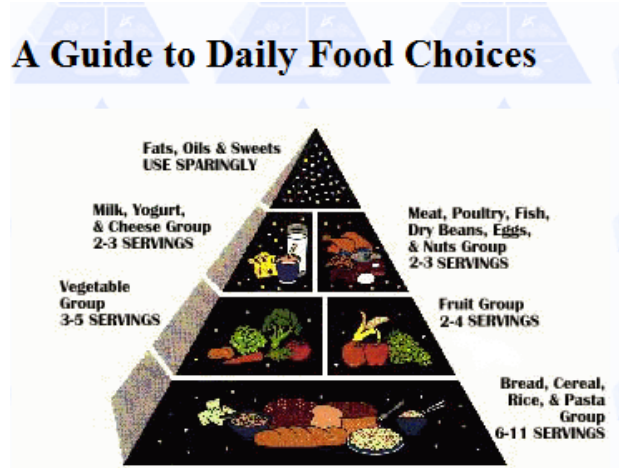 A Guide to Daily Food Choices
Fats, Oils & Sweets
USE SPARINGLY
Milk, Yogurt,
& Cheese Group
2-3 SERVINGS
Meat, Poultry, Fish,
Dry Beans, Eggs,
& Nuts Group
2-3 SERVINGS
Vegetable
Group
3-5 SERVINGS
Fruit Group
2-4 SERVINGS
Bread, Cereal,
Rice, & Pasta
Group
6-11 SERVINGS